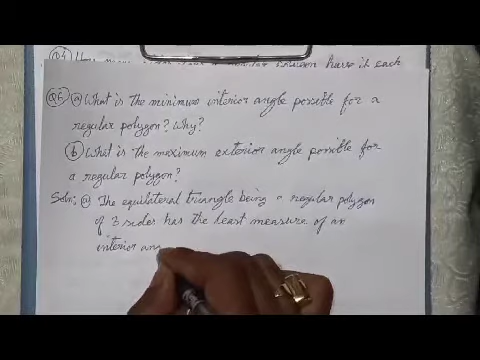 Q6) a) What is the minimum interior angle possible for a
regular polygon? Why?
b) What is the maximum exterior angle possible for
a regular polygon?
Soln: a) The equilateral triangle being a regular polygon
of 3 sides has the least measure of an
interior ang